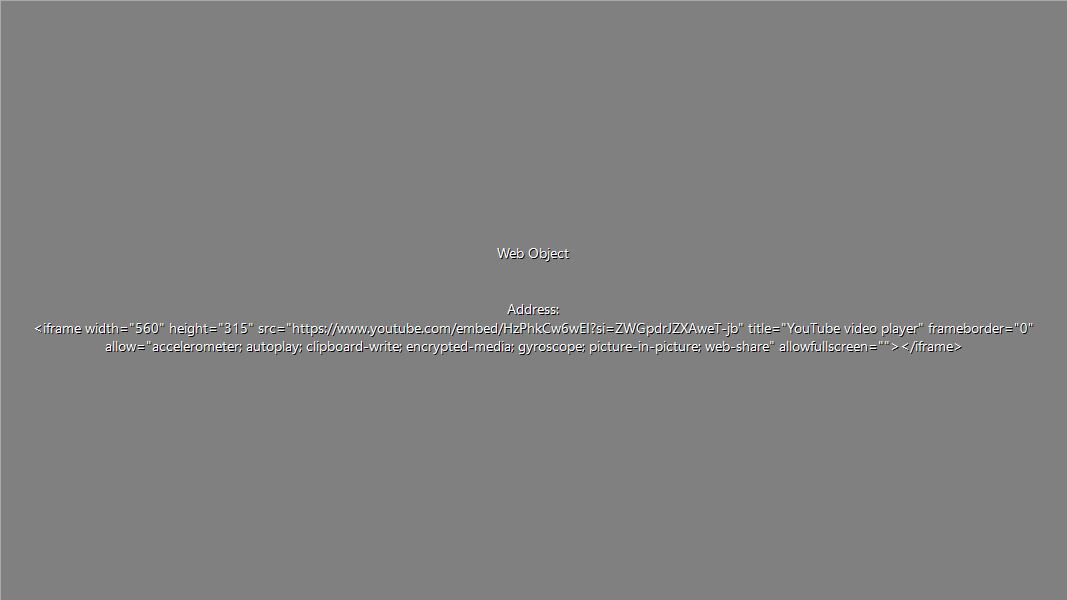 Web Object
Address:
<iframe width="560" height="315" src="https://www.youtube.com/embed/HzPhkCw6wEI?si=ZWGpdrJZXAweT-jb" title="YouTube video player" frameborder="0"
allow="accelerometer; autoplay; clipboard-write; encrypted-media; gyroscope; picture-in-picture; web-share" allowfullscreen=""></iframe>